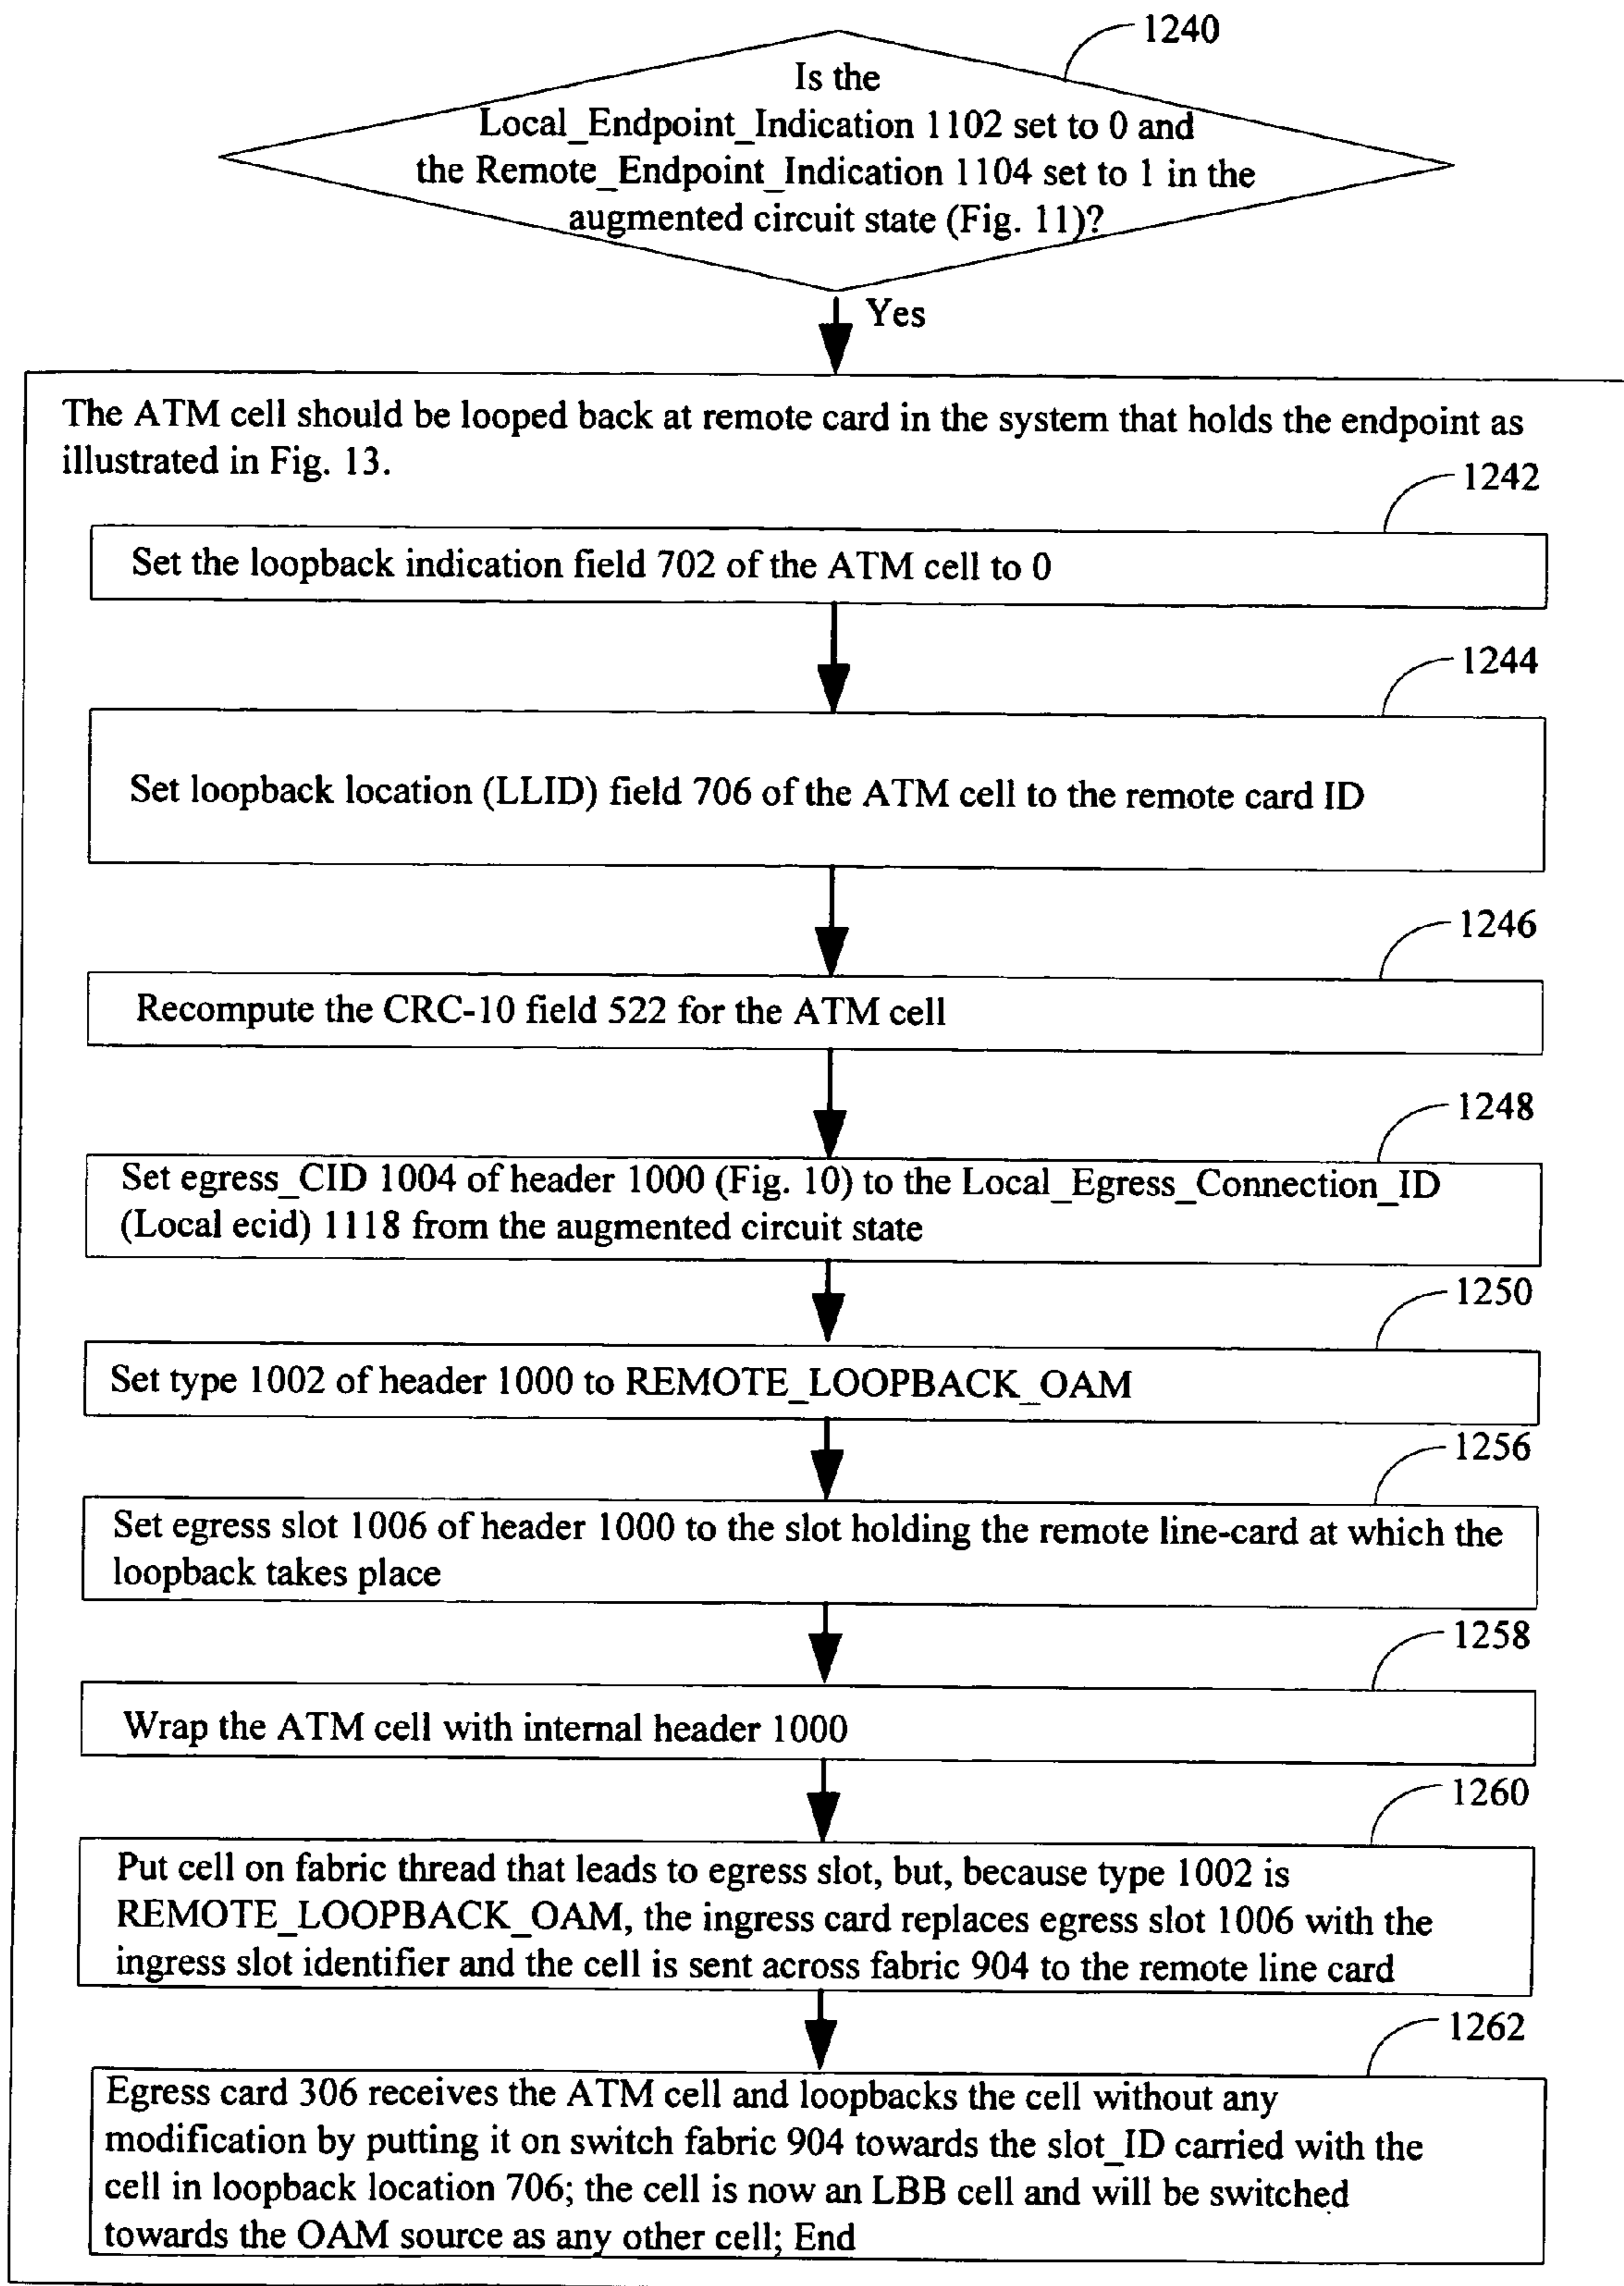 1240
Is the
Local_Endpoint_Indication 1102 set to 0 and
the Remote_Endpoint_Indication 1104 set to 1 in the
augmented circuit state (Fig. 11)?
Yes
The ATM cell should be looped back at remote card in the system that holds the endpoint as
illustrated in Fig. 13.
1242
Set the loopback indication field 702 of the ATM cell to 0
1244
Set loopback location (LLID) field 706 of the ATM cell to the remote card ID
1246
Recompute the CRC-10 field 522 for the ATM cell
1248
Set egress_CID 1004 of header 1000 (Fig. 10) to the Local_Egress_Connection_ID
(Local ecid) 1118 from the augmented circuit state
1250
Set type 1002 of header 1000 to REMOTE_LOOPBACK_OAM
1256
Set egress slot 1006 of header 1000 to the slot holding the remote line-card at which the
loopback takes place
1258
Wrap the ATM cell with internal header 1000
1260
Put cell on fabric thread that leads to egress slot, but, because type 1002 is
REMOTE_LOOPBACK_OAM, the ingress card replaces egress slot 1006 with the
ingress slot identifier and the cell is sent across fabric 904 to the remote line card
1262
Egress card 306 receives the ATM cell and loopbacks the cell without any
modification by putting it on switch fabric 904 towards the slot_ID carried with the
cell in loopback location 706; the cell is now an LBB cell and will be switched
towards the OAM source as any other cell; End